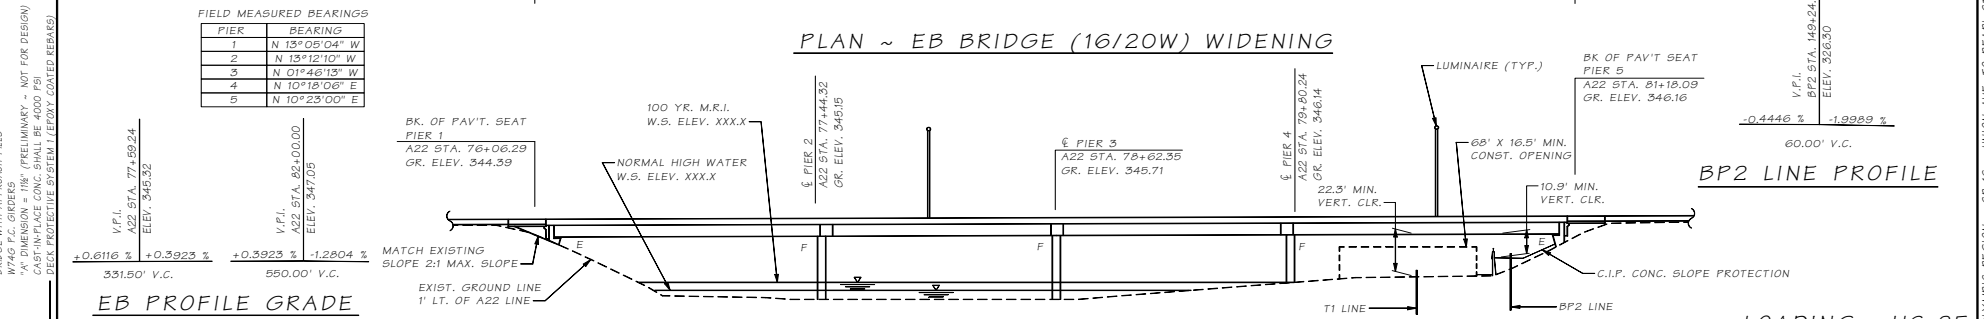 FIELD MEASURED BEARINGS
PIER BEARING
1 N 13°05'04" W
2 N 13°12'10" W
3 N 01°46'13" W
4 N 10°18'06" E
5 N 10°23'00" E
W74G P.C. GIRDERS
"A" DIMENSION = 11⅛" (PRELIMINARY ~ NOT FOR DESIGN)
CAST-IN-PLACE CONC. SHALL BE 4000 PSI
DECK PROTECTIVE SYSTEM 1 (EPOXY COATED REBARS)
V.P.I.
A22 STA. 77+59.24
ELEV. 345.32
+0.6116 % +0.3923 %
331.50' V.C.
V.P.I.
A22 STA. 82+00.00
ELEV. 347.05
+0.3923 % -1.2804 %
550.00' V.C.
EB PROFILE GRADE
PLAN ~ EB BRIDGE (16/20W) WIDENING
BK. OF PAV'T. SEAT
PIER 1
A22 STA. 76+06.29
GR. ELEV. 344.39
100 YR. M.R.I.
W.S. ELEV. XXX.X
NORMAL HIGH WATER
W.S. ELEV. XXX.X
℄ PIER 2
A22 STA. 77+44.32
GR. ELEV. 345.15
℄ PIER 3
A22 STA. 78+62.35
GR. ELEV. 345.71
℄ PIER 4
A22 STA. 79+80.24
GR. ELEV. 346.14
LUMINAIRE (TYP.)
68' X 16.5' MIN.
CONST. OPENING
22.3' MIN.
VERT. CLR.
10.9' MIN.
VERT. CLR.
BK OF PAV'T SEAT
PIER 5
A22 STA. 81+18.09
GR. ELEV. 346.16
MATCH EXISTING
SLOPE 2:1 MAX. SLOPE
EXIST. GROUND LINE
1' LT. OF A22 LINE
E
F
F
F
E
C.I.P. CONC. SLOPE PROTECTION
T1 LINE
BP2 LINE
V.P.I.
BP2 STA. 149+24.
ELEV. 326.30
-0.4446 % -1.9989 %
60.00' V.C.
BP2 LINE PROFILE